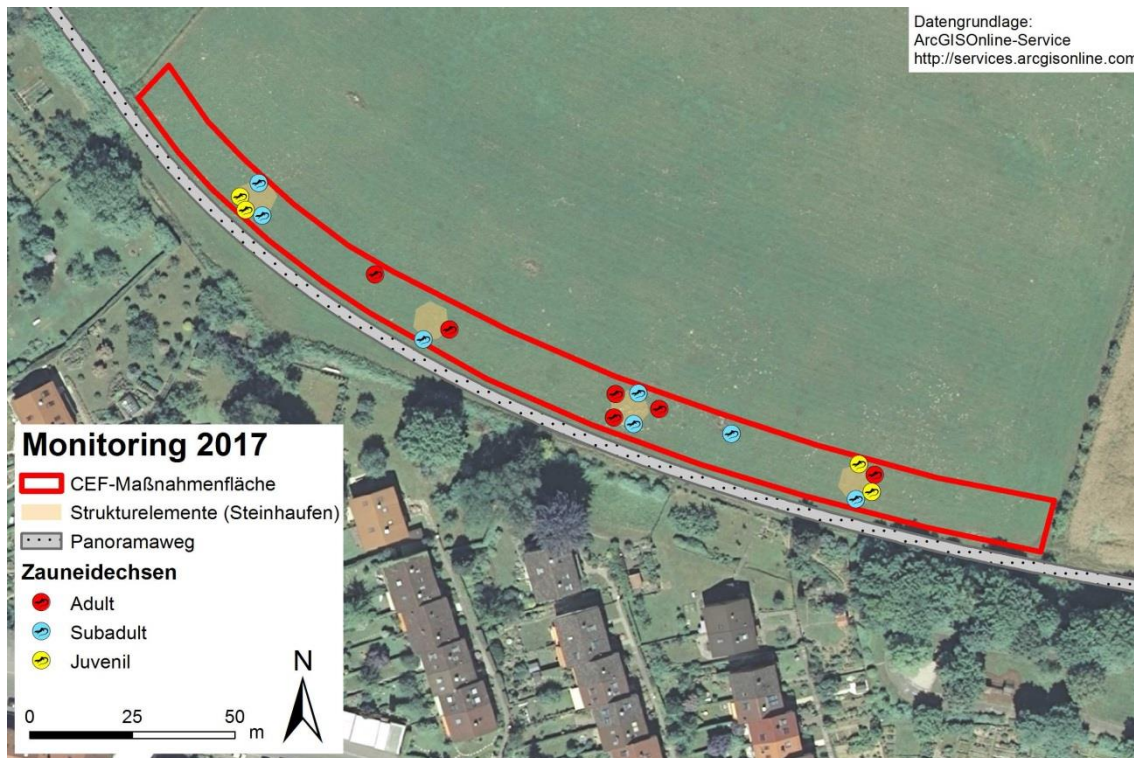 Datengrundlage:
ArcGISOnline-Service
http://services.arcgisonline.com
Monitoring 2017
CEF-Maßnahmenfläche
Strukturelemente (Steinhaufen)
Panoramaweg
Zauneidechsen
Adult
Subadult
Juvenil
N
0 25 50
m